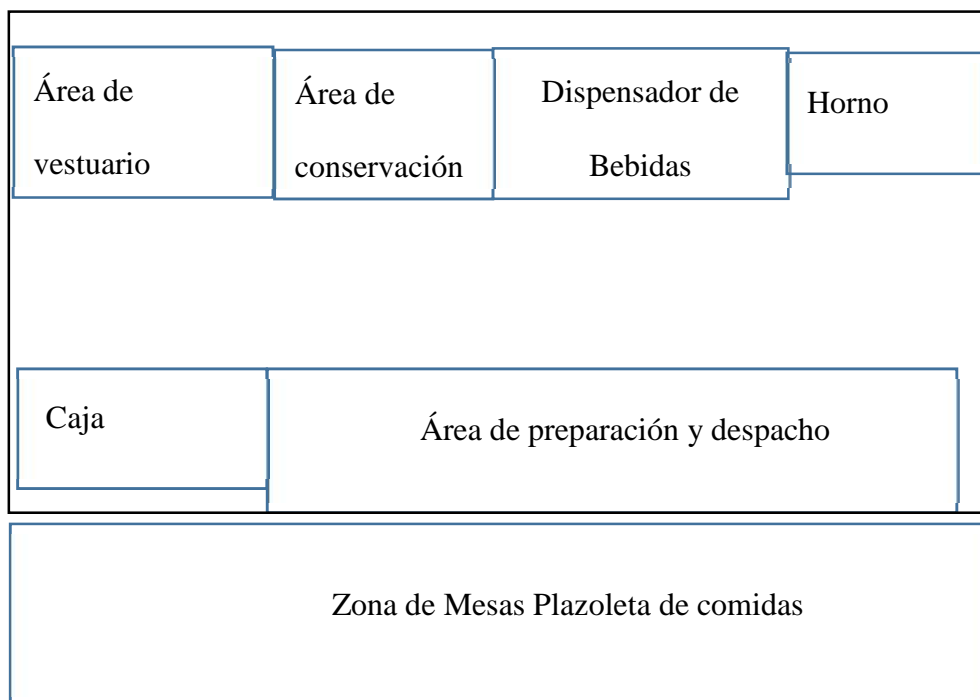 Área de
vestuario
Área de
conservación
Dispensador de
Bebidas
Horno
Caja
Área de preparación y despacho
Zona de Mesas Plazoleta de comidas